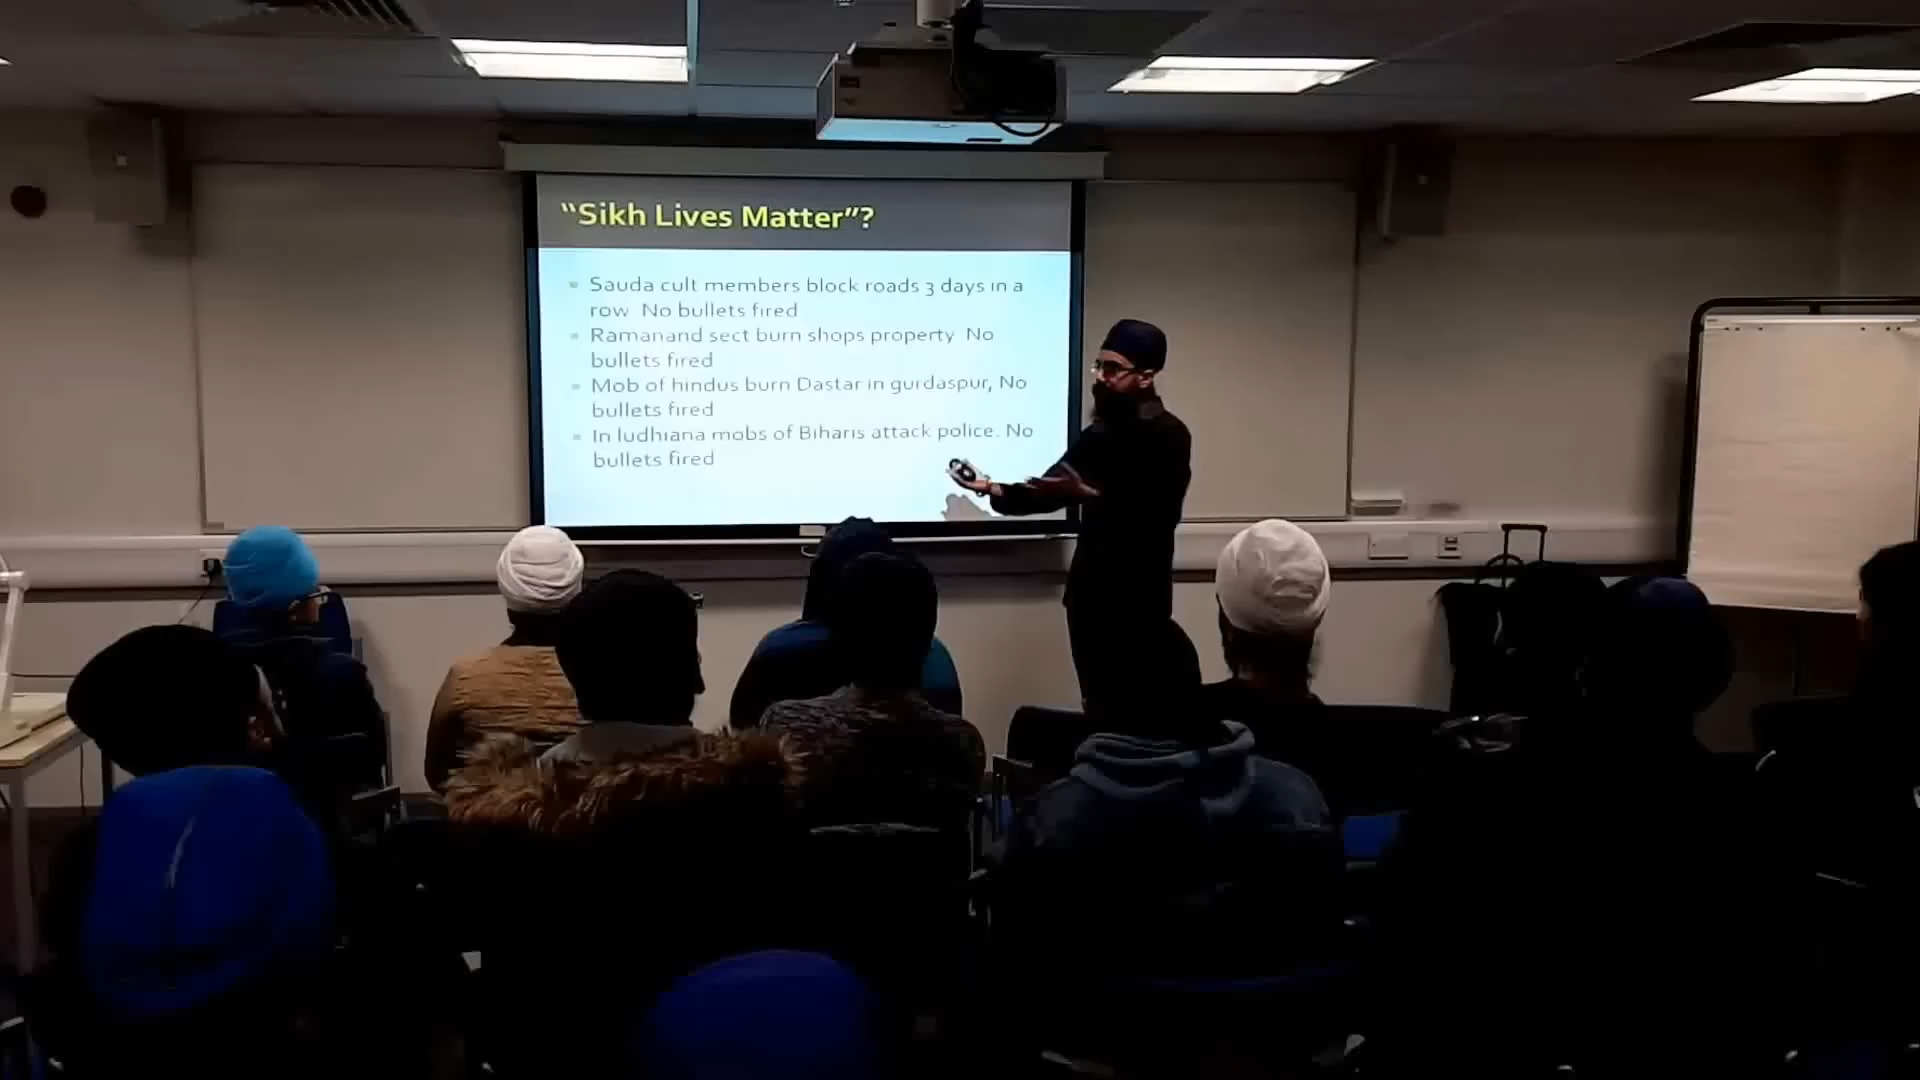 “Sikh Lives Matter”?
Sauda cult members block roads 3 days in a
row No bullets fired
Ramanand sect burn shops property No
bullets fired
Mob of hindus burn Dastar in gurdaspur, No
bullets fired
In ludhiana mobs of Biharis attack police. No
bullets fired